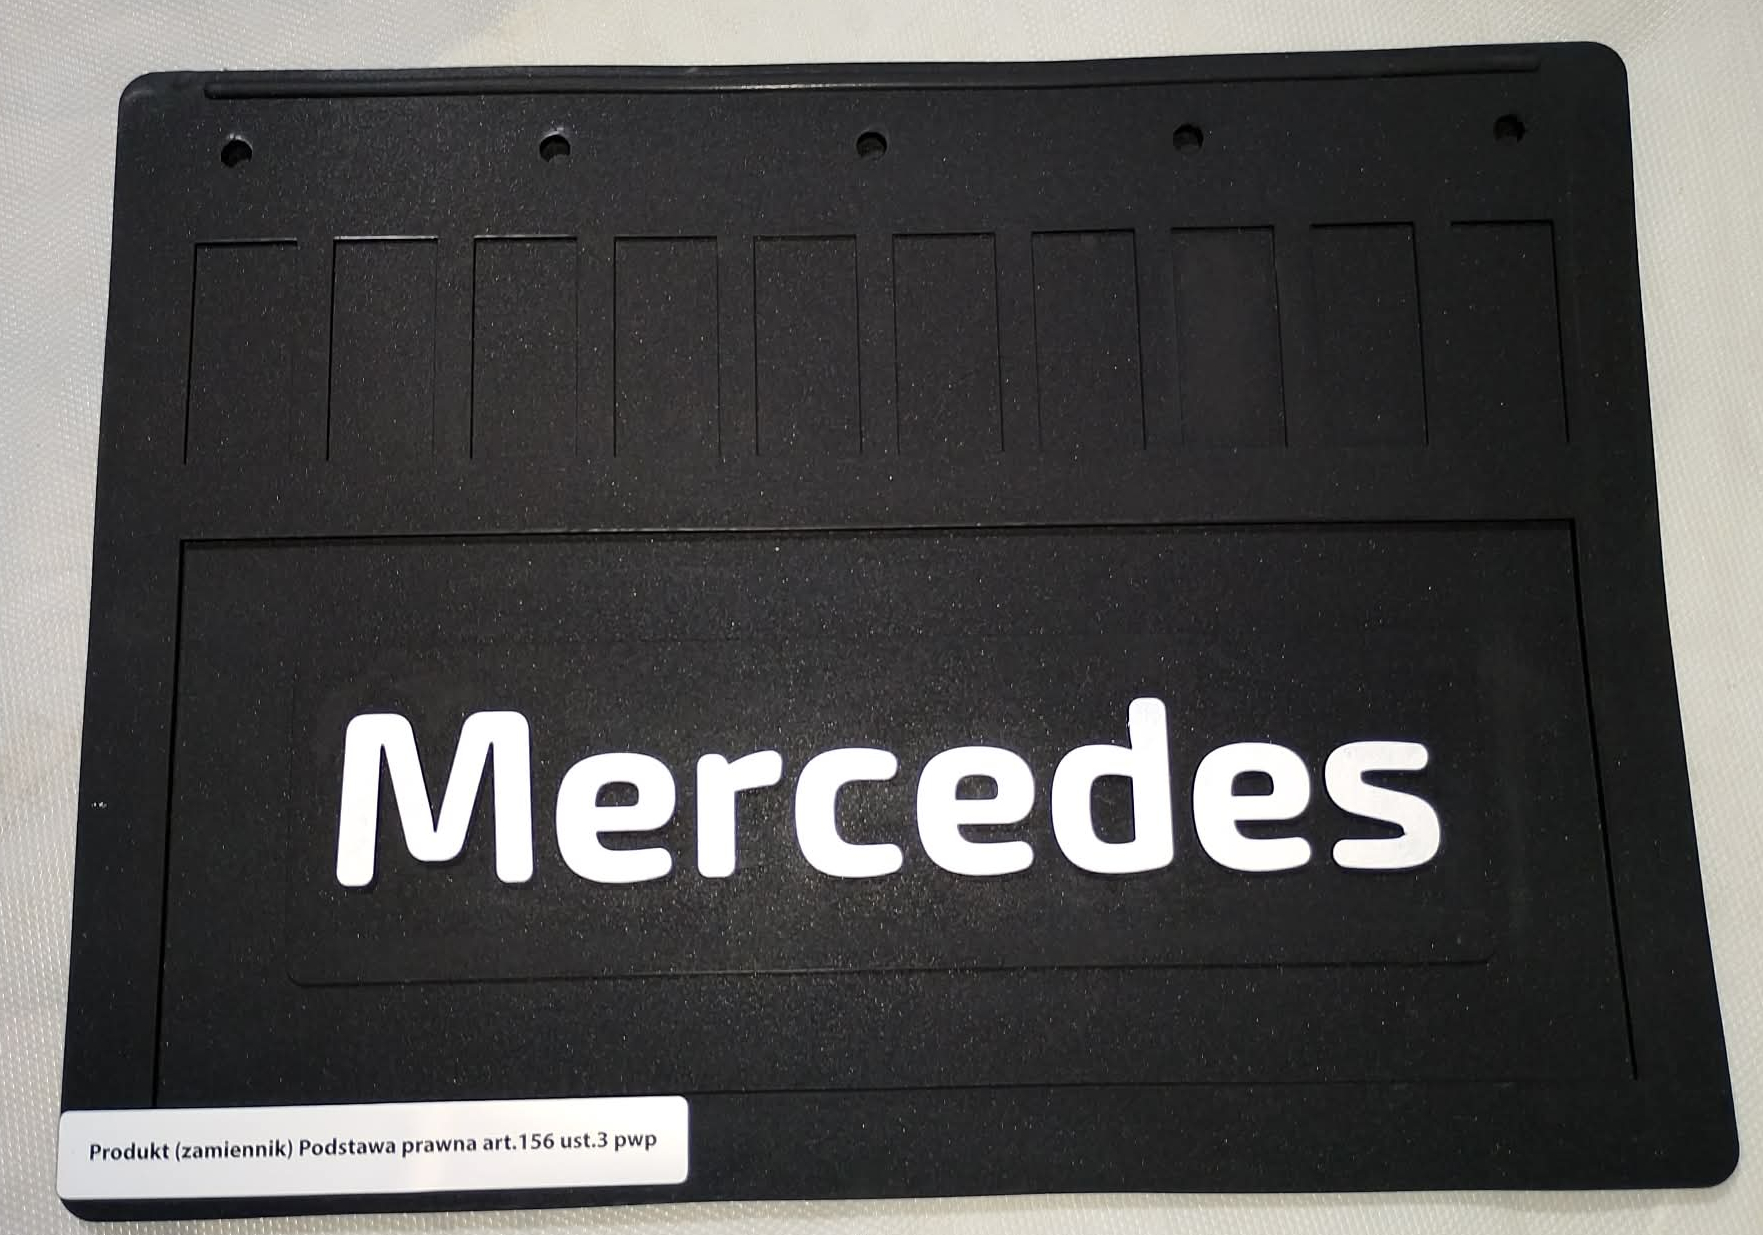 Mercedes
Produkt (zamiennik) Podstawa prawna art.156 ust.3 pwp